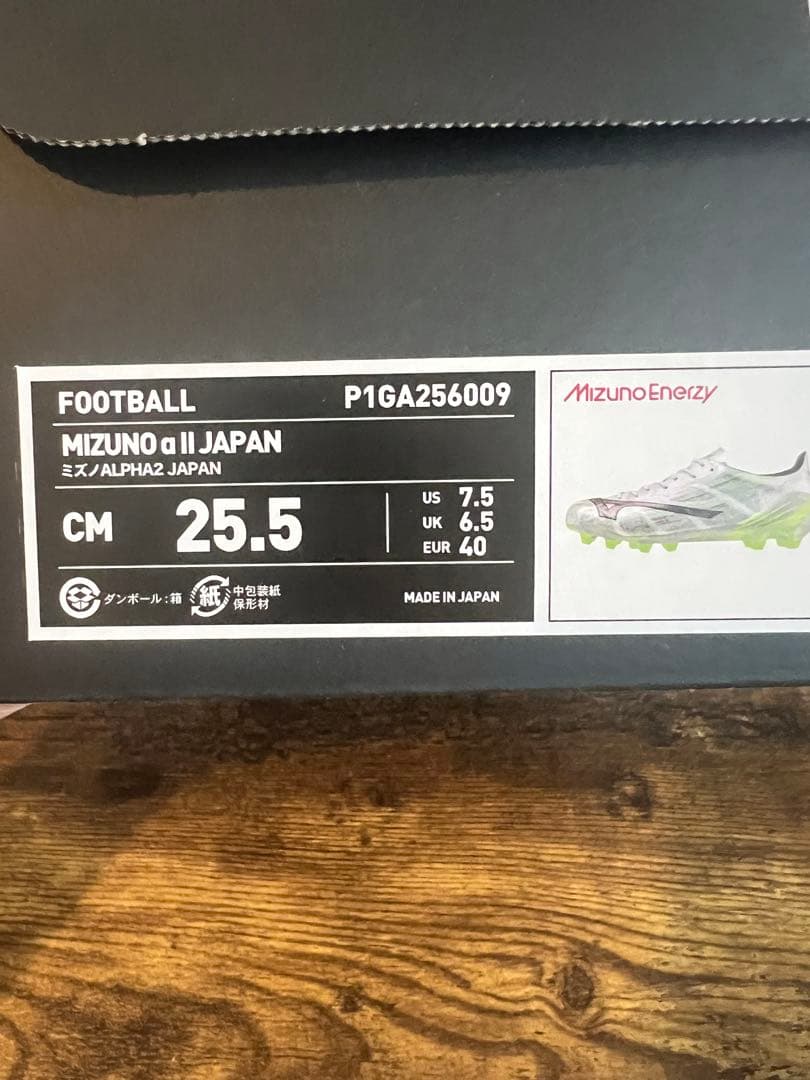 FOOTBALL P1GA256009
MIZUNO α II JAPAN
ミズノALPHA2 JAPAN
CM 25.5
US 7.5
UK 6.5
EUR 40
ダンボール:箱 紙 中包装紙
保形材
MADE IN JAPAN
MizunoEnerzy